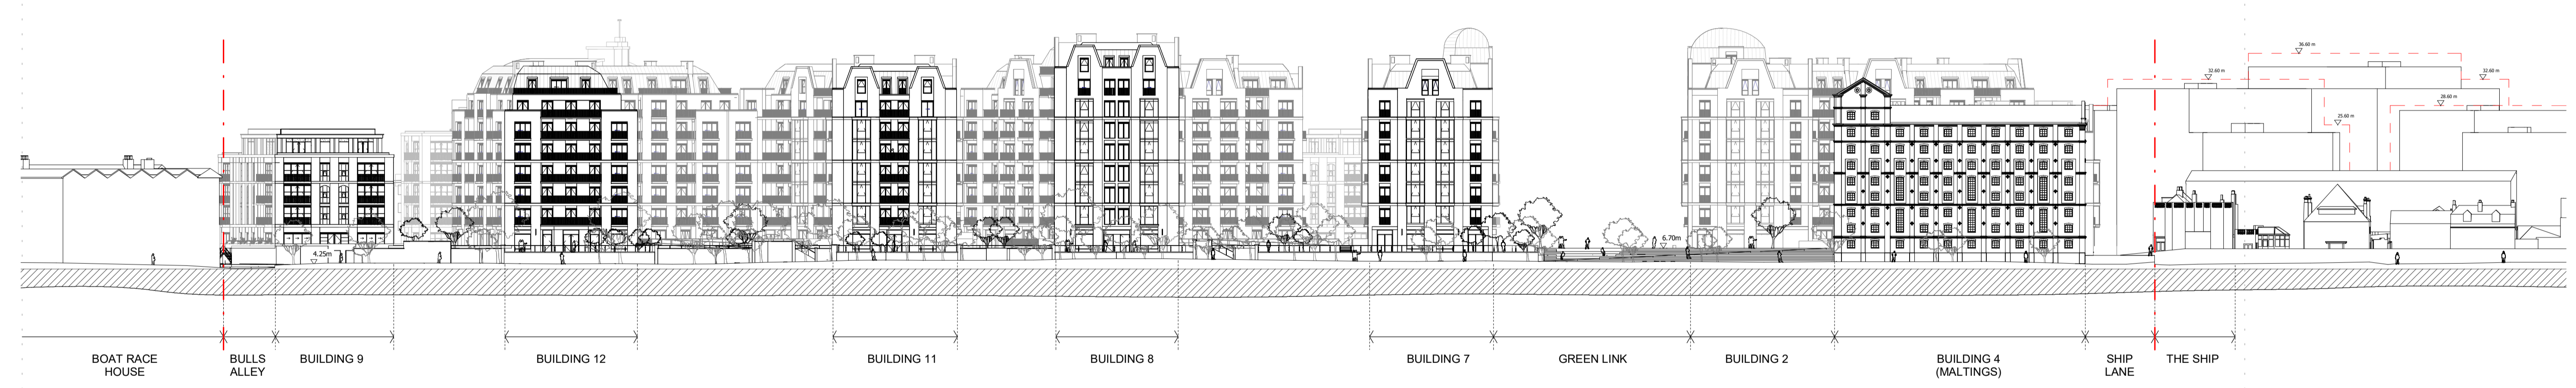 36.60 m
32.60 m
32.60 m
28.60 m
25.60 m
6.70m
4.25m
BOAT RACE
HOUSE
BULLS
ALLEY
BUILDING 9
BUILDING 12
BUILDING 11
BUILDING 8
BUILDING 7
GREEN LINK
BUILDING 2
BUILDING 4
(MALTINGS)
SHIP
LANE
THE SHIP